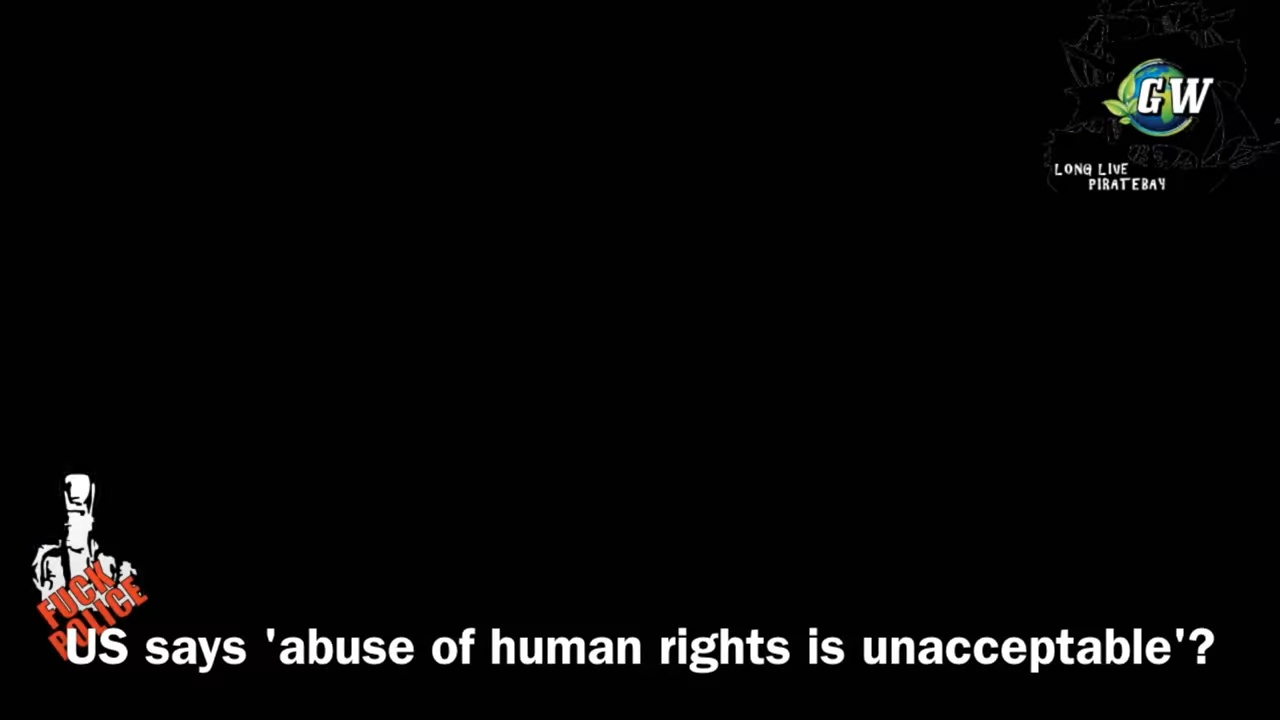 GW
LONG LIVE
PIRATEBAY
FUCK
POLICE
US says 'abuse of human rights is unacceptable'?